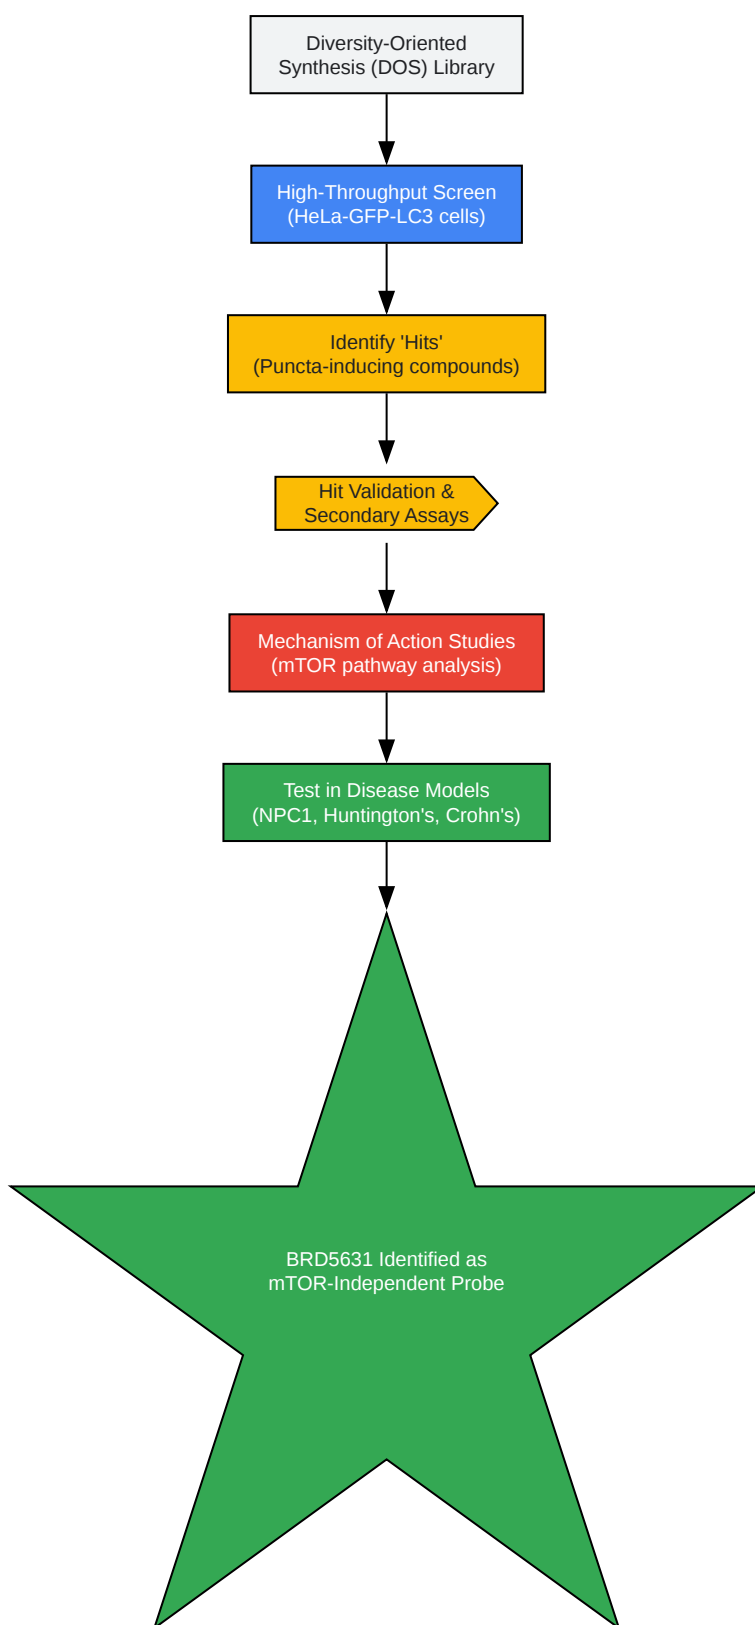 Diversity-Oriented
Synthesis (DOS) Library
High-Throughput Screen
(HeLa-GFP-LC3 cells)
Identify 'Hits'
(Puncta-inducing compounds)
Hit Validation &
Secondary Assays
Mechanism of Action Studies
(mTOR pathway analysis)
Test in Disease Models
(NPC1, Huntington's, Crohn's)
BRD5631 Identified as
mTOR-Independent Probe